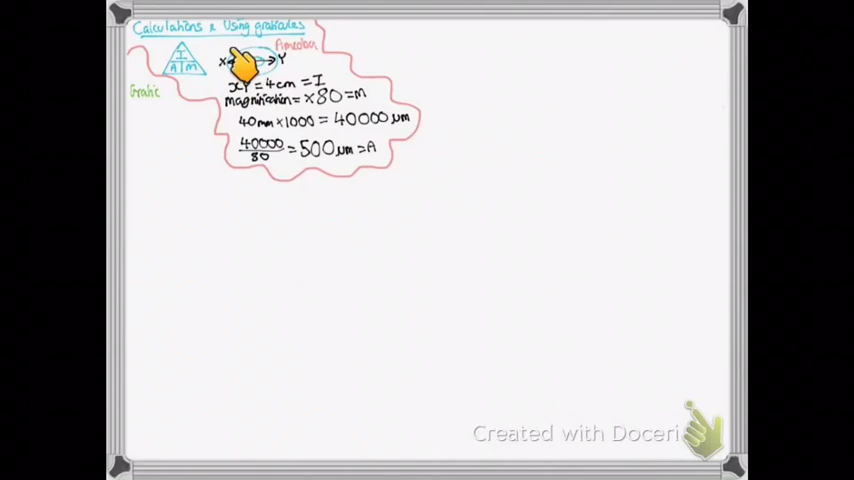 Calculations & Using graticules
Amoeba
I
A M
X Y
Gratic
XY = 4cm = I
magnification = ×80 = M
40mm × 1000 = 40000 µm
40000
80
= 500 µm = A
Created with Doceri